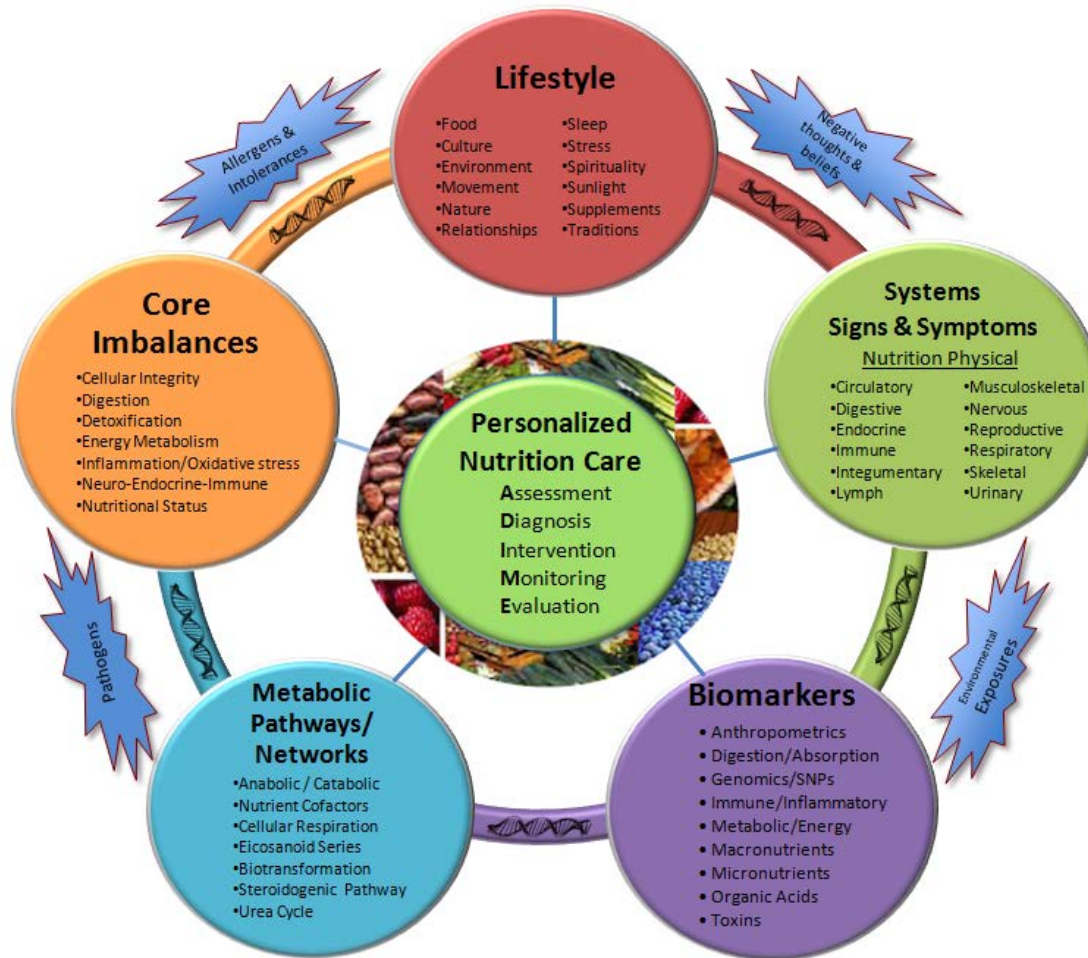 Lifestyle
•Food
•Culture
•Environment
•Movement
•Nature
•Relationships
•Sleep
•Stress
•Spirituality
•Sunlight
•Supplements
•Traditions
Allergens &
Intolerances
Negative
thoughts &
beliefs
Core
Imbalances
•Cellular Integrity
•Digestion
•Detoxification
•Energy Metabolism
•Inflammation/Oxidative stress
•Neuro-Endocrine-Immune
•Nutritional Status
Systems
Signs & Symptoms
Nutrition Physical
•Circulatory
•Digestive
•Endocrine
•Immune
•Integumentary
•Lymph
•Musculoskeletal
•Nervous
•Reproductive
•Respiratory
•Skeletal
•Urinary
Personalized
Nutrition Care
Assessment
Diagnosis
Intervention
Monitoring
Evaluation
Pathogens
Environmental
Exposures
Metabolic
Pathways/
Networks
•Anabolic / Catabolic
•Nutrient Cofactors
•Cellular Respiration
•Eicosanoid Series
•Biotransformation
•Steroidogenic Pathway
•Urea Cycle
Biomarkers
• Anthropometrics
• Digestion/Absorption
• Genomics/SNPs
• Immune/Inflammatory
• Metabolic/Energy
• Macronutrients
• Micronutrients
• Organic Acids
• Toxins